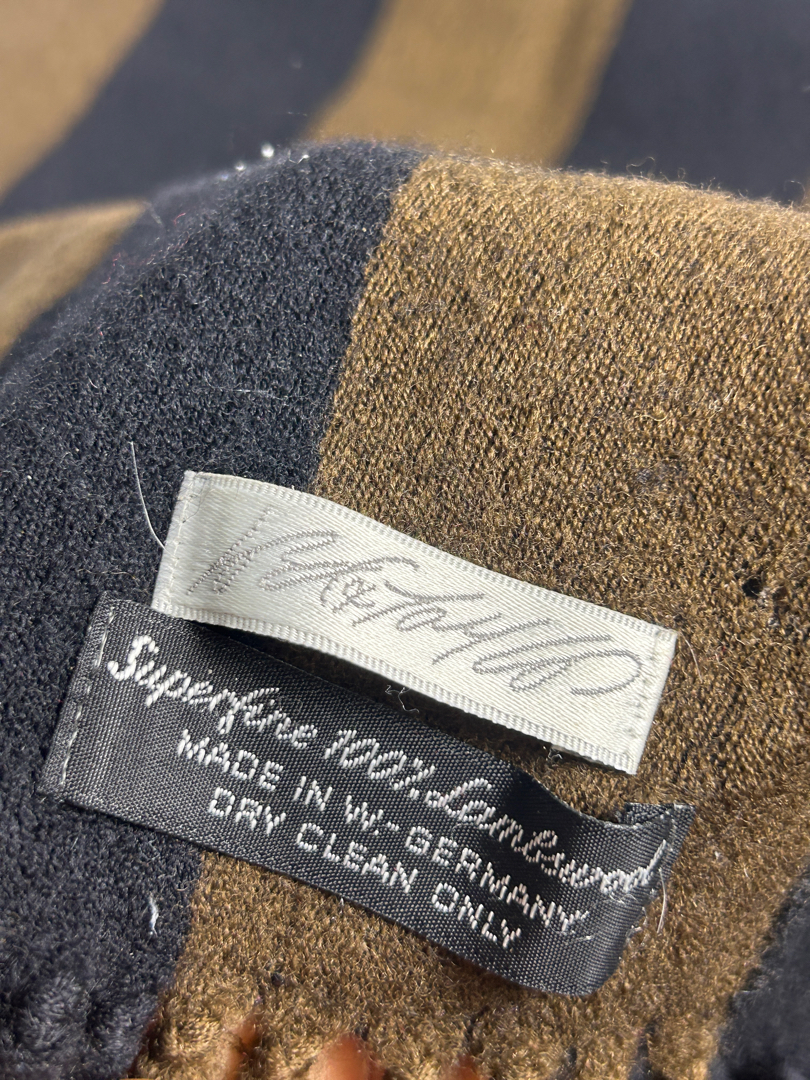 Superfine 100% Lambswool
MADE IN W.-GERMANY
DRY CLEAN ONLY